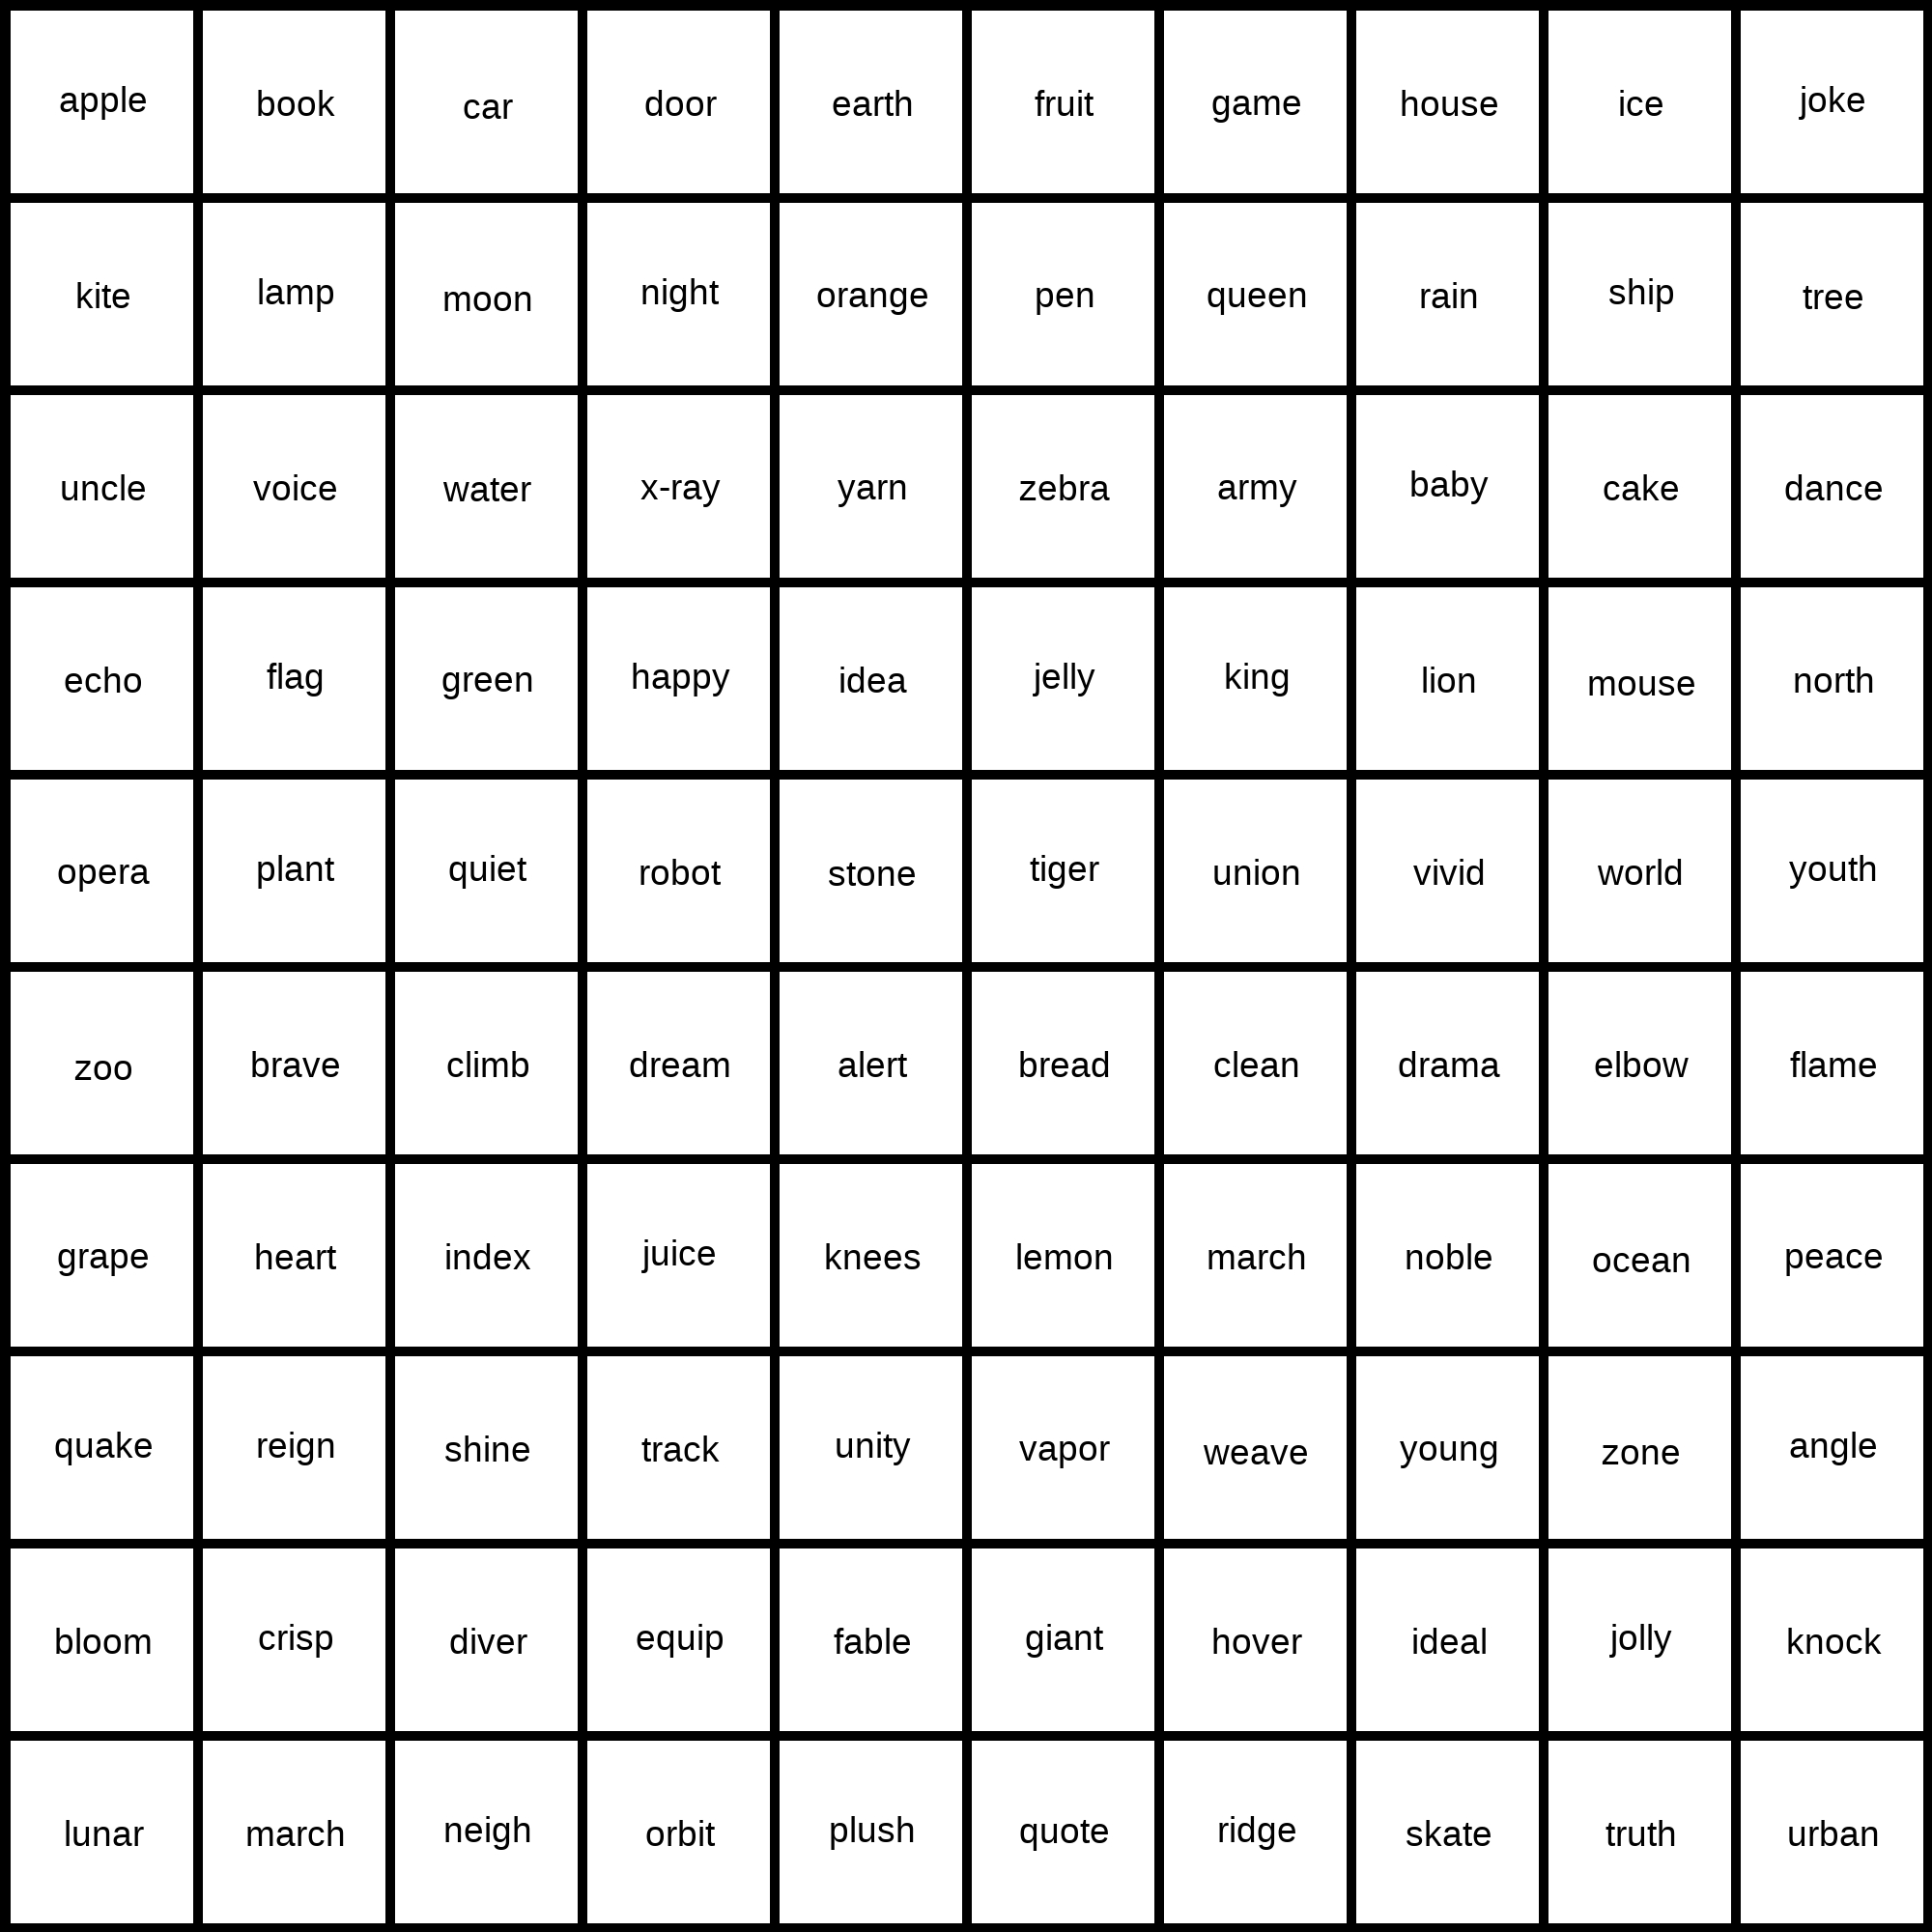 apple book car door earth fruit game house ice joke
kite lamp moon night orange pen queen rain ship tree
uncle voice water x-ray yarn zebra army baby cake dance
echo flag green happy idea jelly king lion mouse north
opera plant quiet robot stone tiger union vivid world youth
zoo brave climb dream alert bread clean drama elbow flame
grape heart index juice knees lemon march noble ocean peace
quake reign shine track unity vapor weave young zone angle
bloom crisp diver equip fable giant hover ideal jolly knock
lunar march neigh orbit plush quote ridge skate truth urban